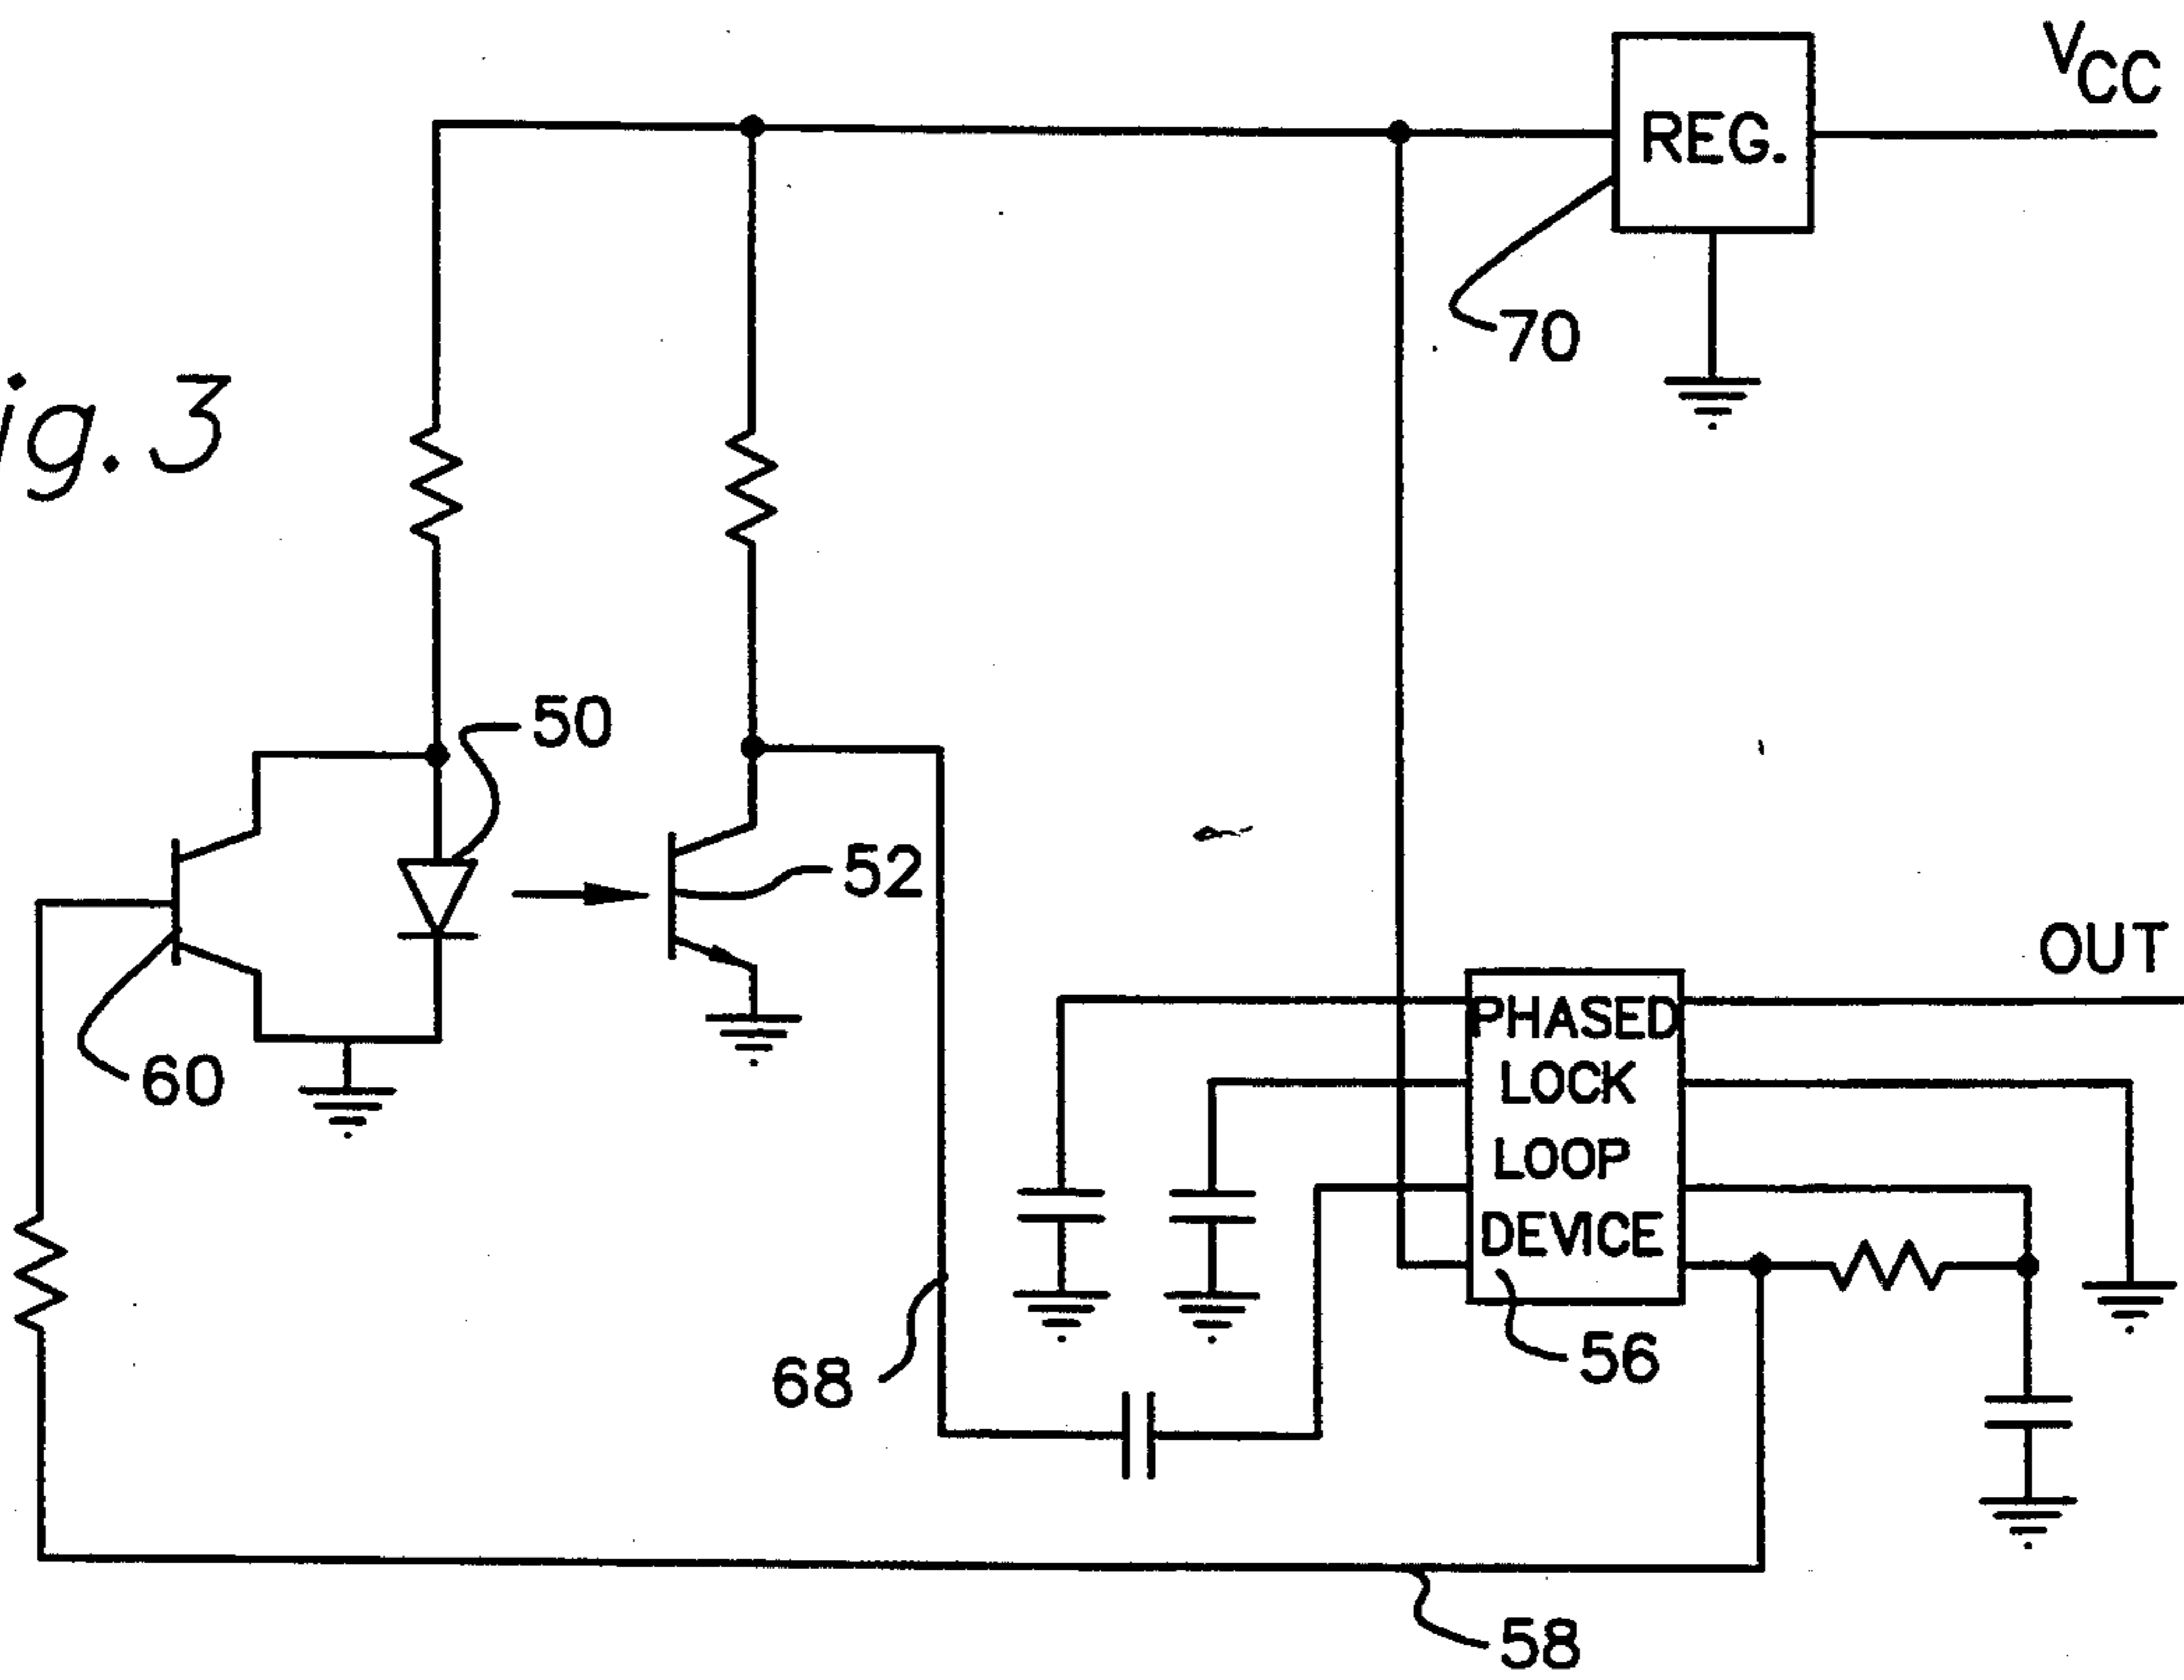 VCC
REG.
70
ig. 3
50
52
60
OUT
PHASED
LOCK
LOOP
DEVICE
56
68
58